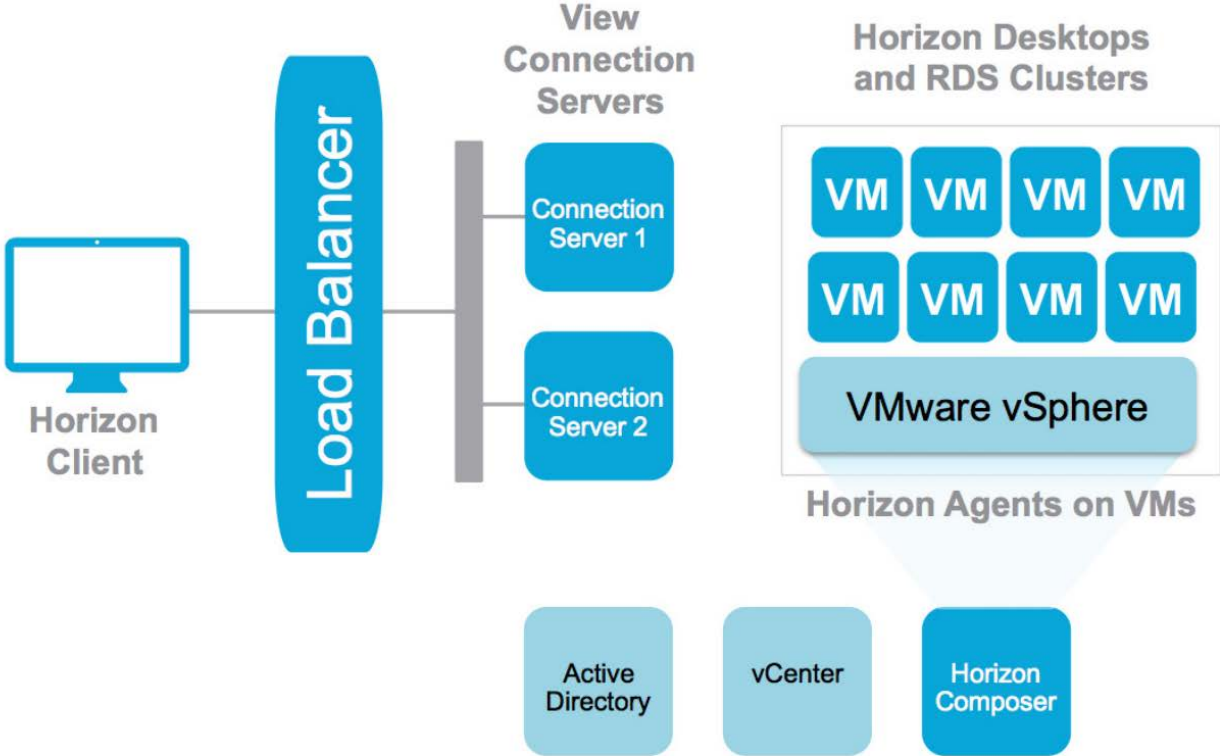 View
Connection
Servers
Horizon Desktops
and RDS Clusters
Load Balancer
Connection
Server 1
VM VM VM VM
VM VM VM VM
Connection
Server 2
VMware vSphere
Horizon
Client
Horizon Agents on VMs
Active
Directory
vCenter
Horizon
Composer